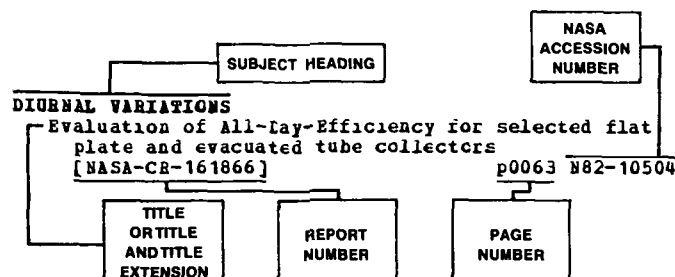 NASA
ACCESSION
NUMBER
SUBJECT HEADING
DIURNAL VARIATIONS
Evaluation of All-Day-Efficiency for selected flat
plate and evacuated tube collectors
[NASA-CR-161866] p0063 N82-10504
TITLE
OR TITLE
AND TITLE
EXTENSION
REPORT
NUMBER
PAGE
NUMBER